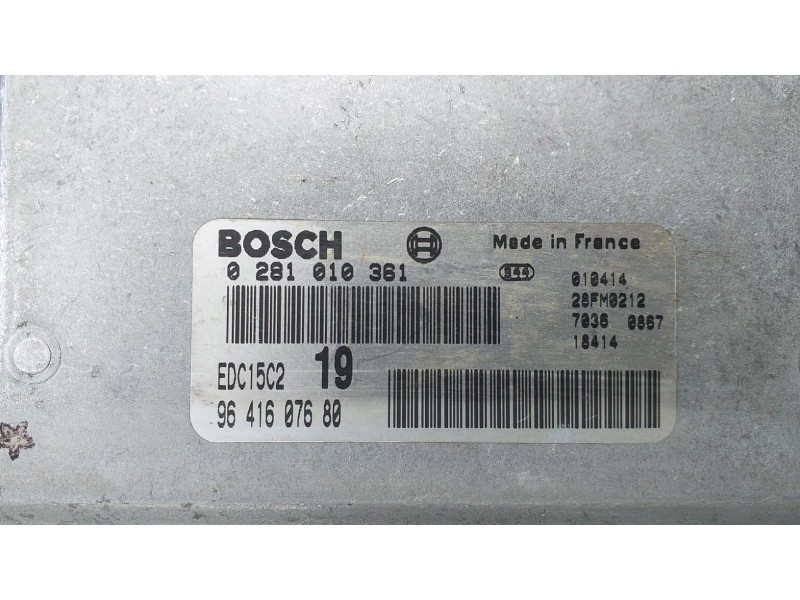 BOSCH Made in France
0 281 010 361 944 010414
28FM0212
7036 0867
18414
EDC15C2 19
96 416 076 80